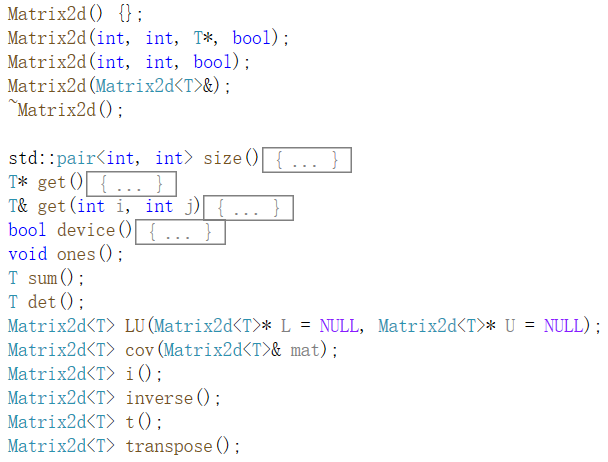 Matrix2d() {};
Matrix2d(int, int, T*, bool);
Matrix2d(int, int, bool);
Matrix2d(Matrix2d<T>&);
~Matrix2d();
std::pair<int, int> size(){ ... }
T* get(){ ... }
T& get(int i, int j){ ... }
bool device(){ ... }
void ones();
T sum();
T det();
Matrix2d<T> LU(Matrix2d<T>* L = NULL, Matrix2d<T>* U = NULL);
Matrix2d<T> cov(Matrix2d<T>& mat);
Matrix2d<T> i();
Matrix2d<T> inverse();
Matrix2d<T> t();
Matrix2d<T> transpose();